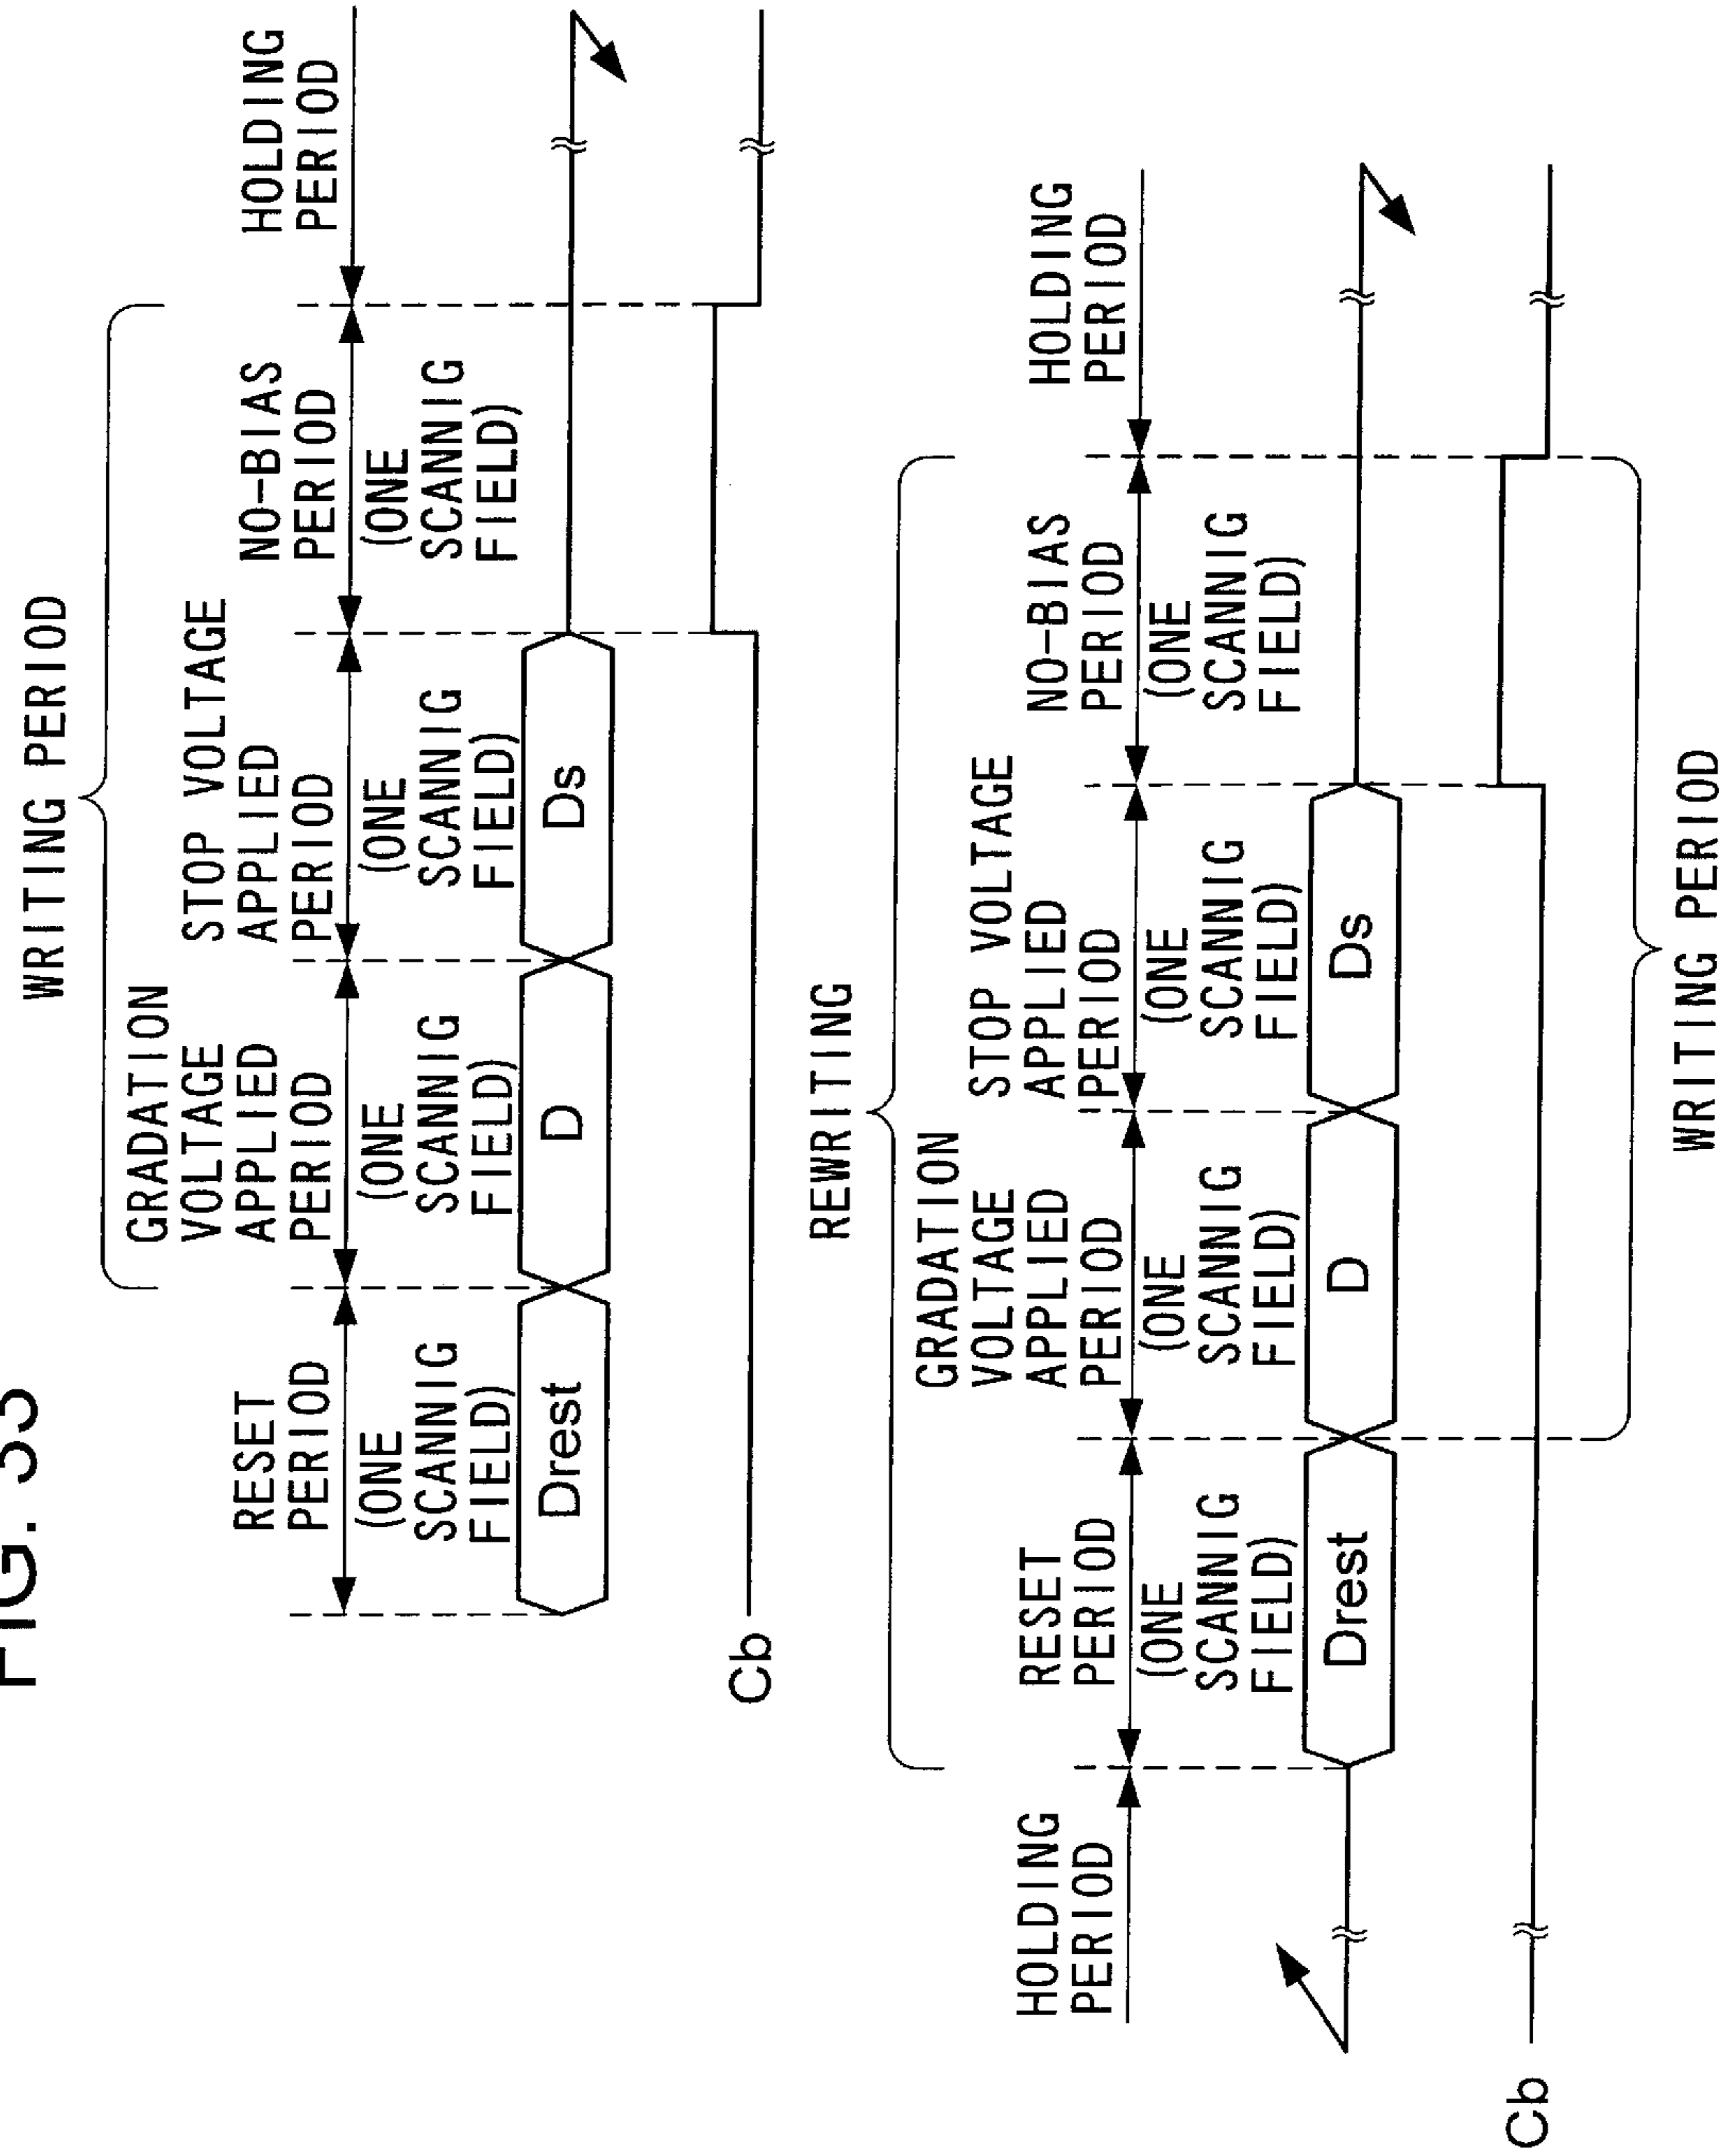 FIG. 33
WRITING PERIOD
RESET
PERIOD
(ONE
SCANNIG
FIELD)
GRADATION
VOLTAGE
APPLIED
PERIOD
(ONE
SCANNIG
FIELD)
STOP VOLTAGE
APPLIED
PERIOD
(ONE
SCANNIG
FIELD)
NO-BIAS
PERIOD
(ONE
SCANNIG
FIELD)
HOLDING
PERIOD
Drest
D
Ds
Cb
REWRITING
HOLDING
PERIOD
RESET
PERIOD
(ONE
SCANNIG
FIELD)
GRADATION
VOLTAGE
APPLIED
PERIOD
(ONE
SCANNIG
FIELD)
STOP VOLTAGE
APPLIED
PERIOD
(ONE
SCANNIG
FIELD)
NO-BIAS
PERIOD
(ONE
SCANNIG
FIELD)
HOLDING
PERIOD
Drest
D
Ds
Cb
WRITING PERIOD